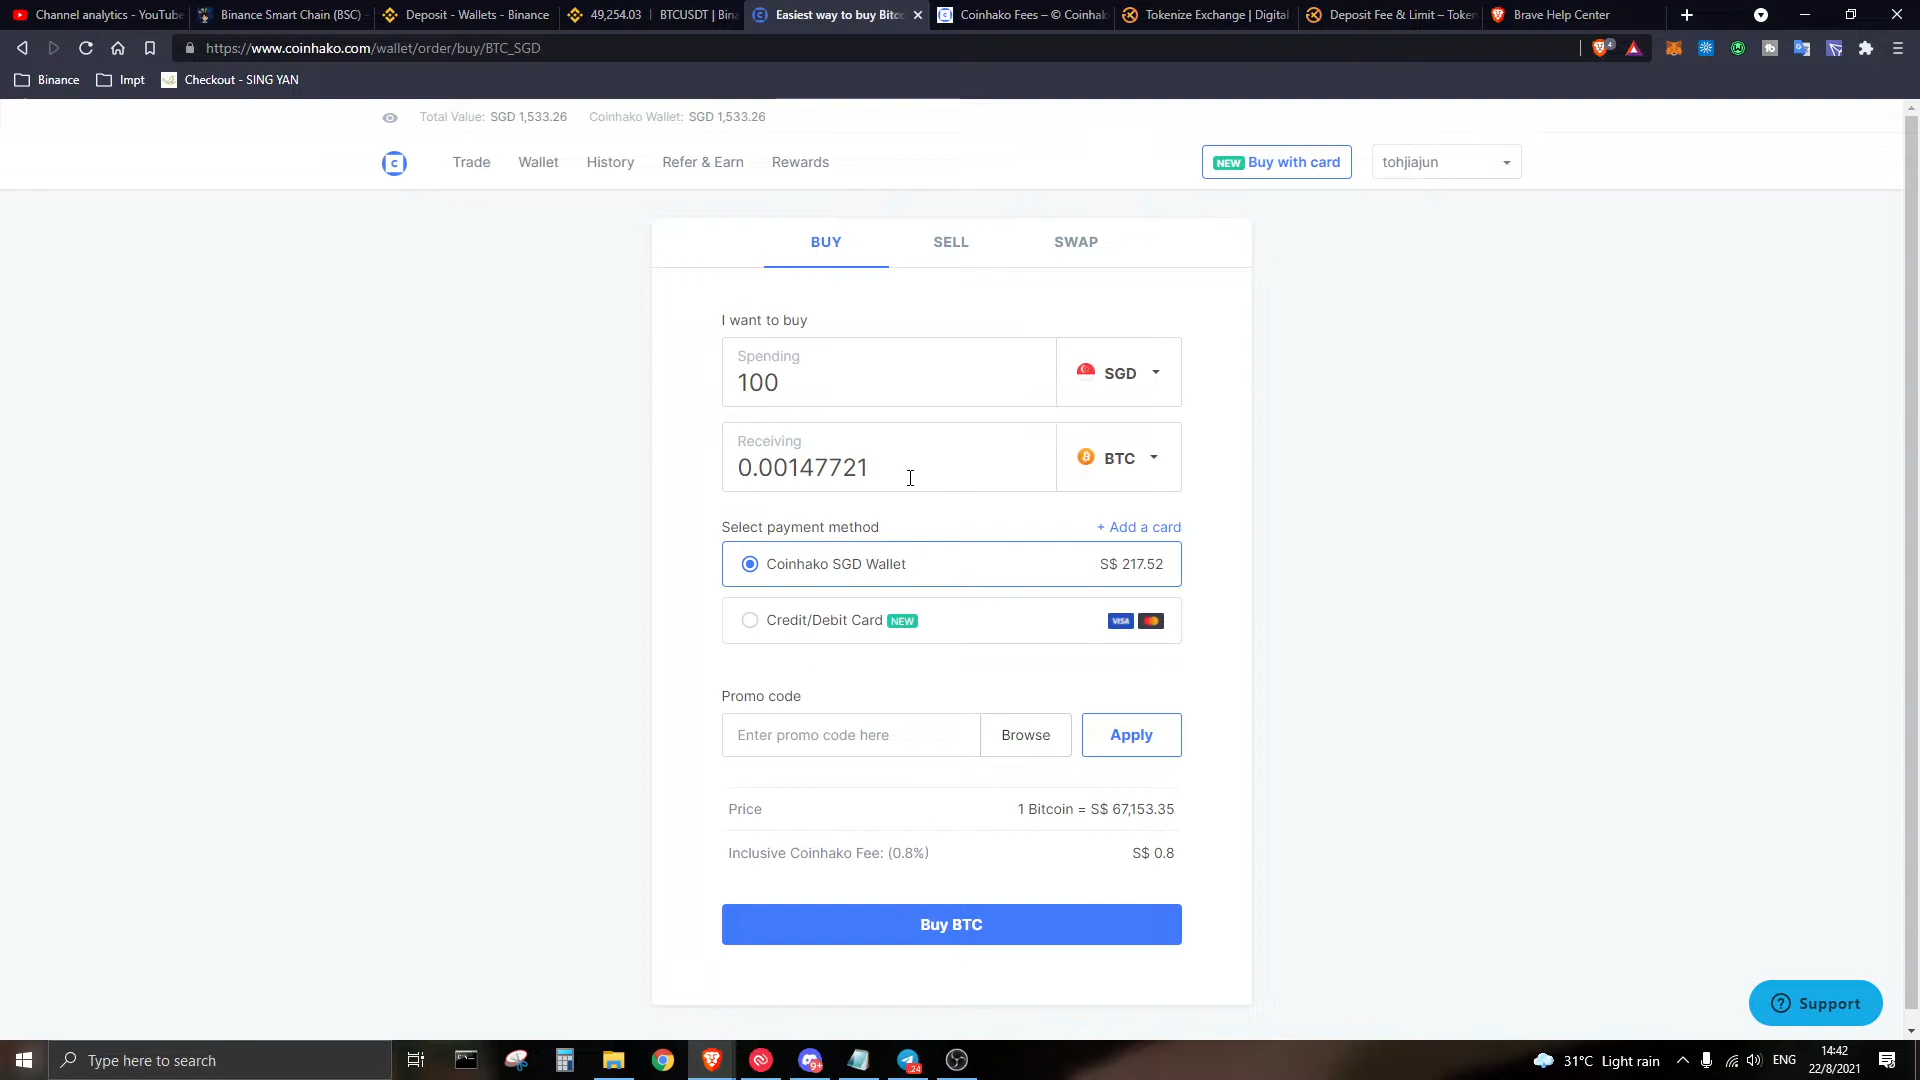 Channel analytics - YouTube
Binance Smart Chain (BSC)
Deposit - Wallets - Binance
49,254.03 | BTCUSDT | Bin
Easiest way to buy Bitco
Coinhako Fees – © Coinhak
Tokenize Exchange | Digital
Deposit Fee & Limit – Token
Brave Help Center
https://www.coinhako.com/wallet/order/buy/BTC_SGD
4
Binance
Impt
Checkout - SING YAN
Total Value: SGD 1,533.26
Coinhako Wallet: SGD 1,533.26
Trade
Wallet
History
Refer & Earn
Rewards
NEW Buy with card
tohjiajun
BUY
SELL
SWAP
I want to buy
Spending
100
SGD
Receiving
0.00147721
BTC
Select payment method
+ Add a card
Coinhako SGD Wallet
S$ 217.52
Credit/Debit Card NEW
VISA
Promo code
Enter promo code here
Browse
Apply
Price
1 Bitcoin = S$ 67,153.35
Inclusive Coinhako Fee: (0.8%)
S$ 0.8
Buy BTC
Support
Type here to search
9+
24
31°C Light rain
ENG
14:42
22/8/2021